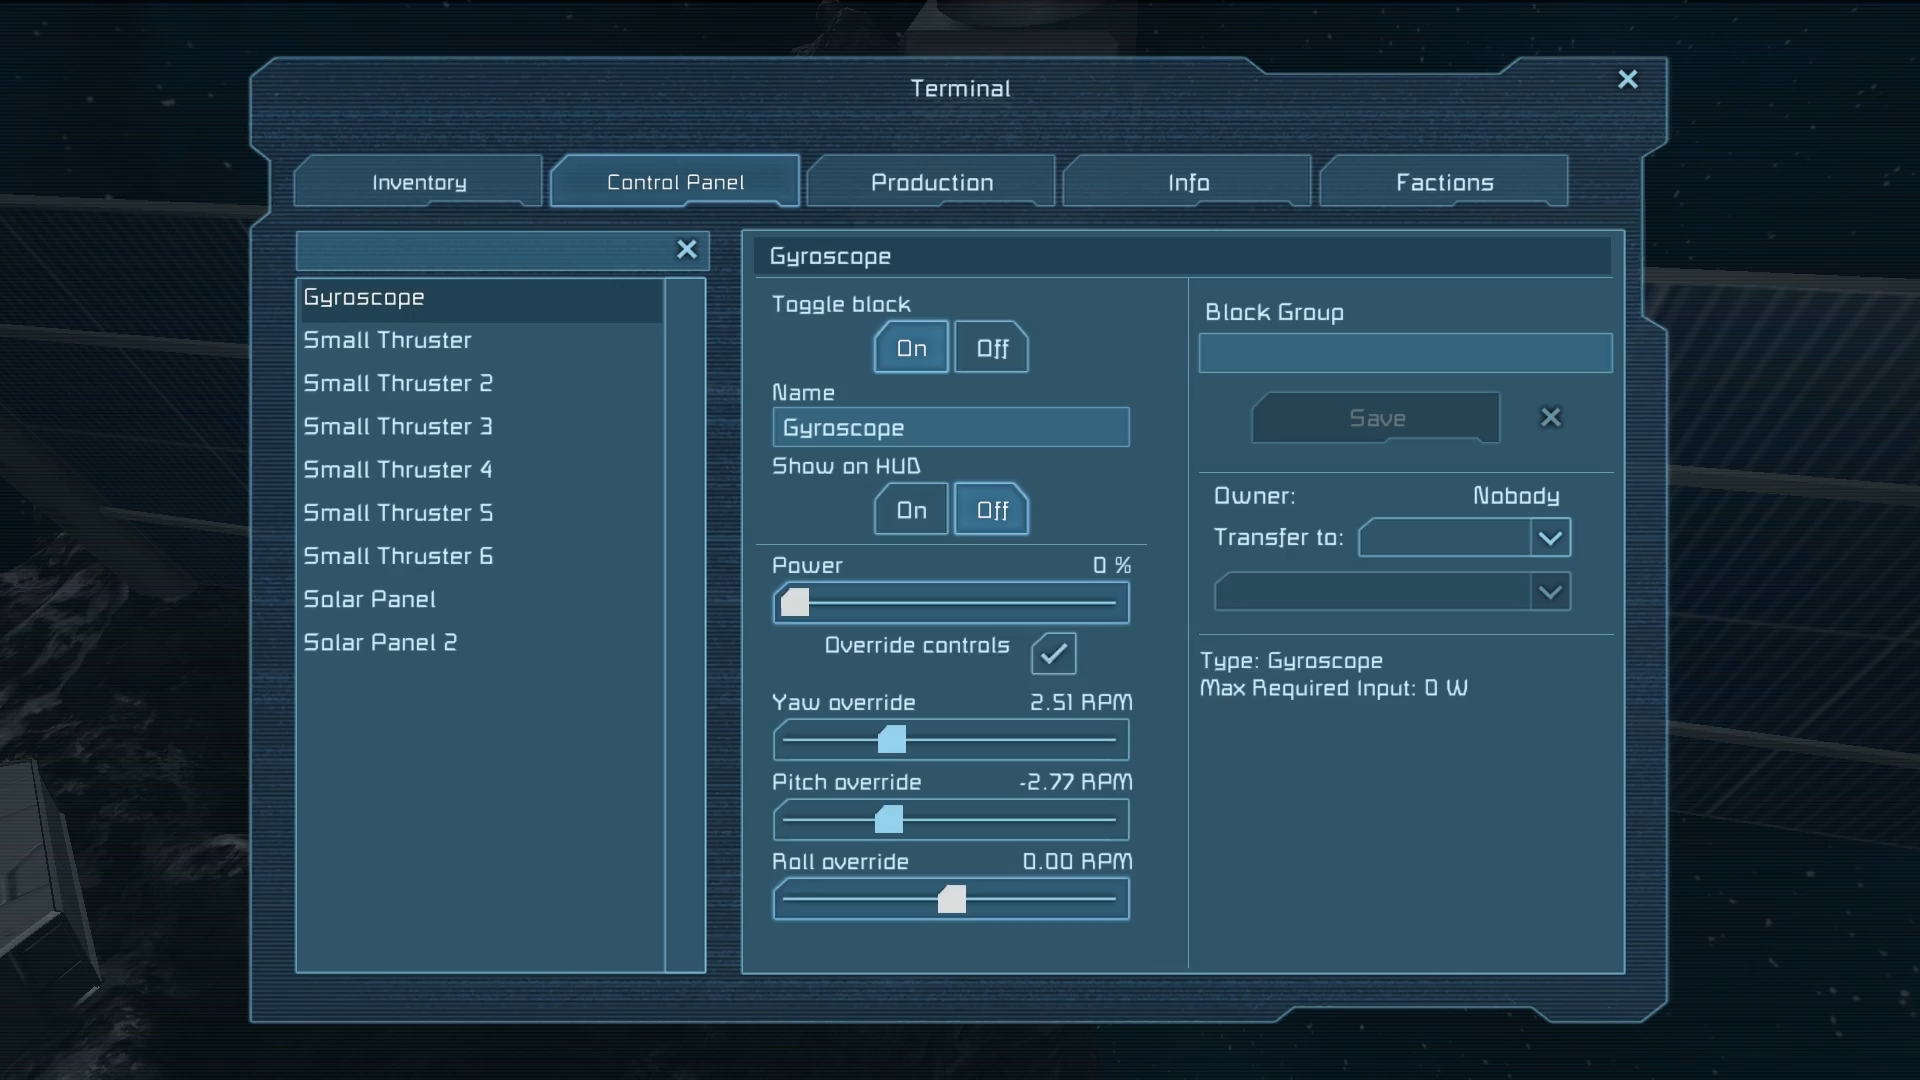 Terminal
Inventory
Control Panel
Production
Info
Factions
Gyroscope
Small Thruster
Small Thruster 2
Small Thruster 3
Small Thruster 4
Small Thruster 5
Small Thruster 6
Solar Panel
Solar Panel 2
Gyroscope
Toggle block
On Off
Name
Gyroscope
Show on HUD
On Off
Power 0 %
Override controls
Yaw override 2.51 RPM
Pitch override -2.77 RPM
Roll override 0.00 RPM
Block Group
Save
Owner: Nobody
Transfer to:
Type: Gyroscope
Max Required Input: 0 W